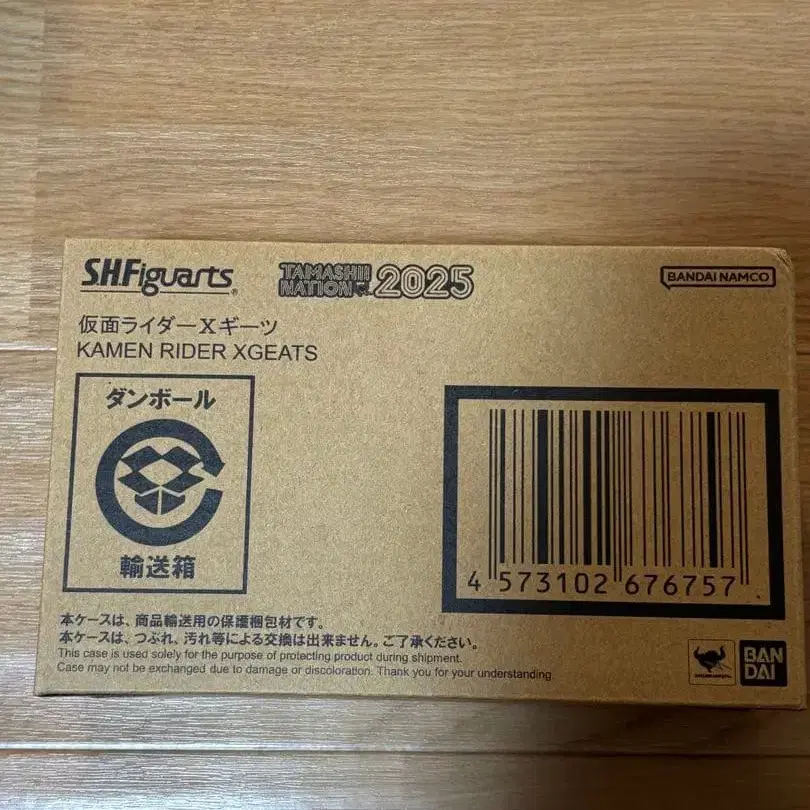 S.H.Figuarts
TAMASHII NATION 2025
BANDAI NAMCO
仮面ライダーXギーツ
KAMEN RIDER XGEATS
ダンボール
輸送箱
4 573102 676757
本ケースは、商品輸送用の保護梱包材です。
本ケースは、つぶれ、汚れ等による交換は出来ません。ご了承ください。
This case is used solely for the purpose of protecting product during shipment.
Case may not be exchanged due to damage or discoloration. Thank you for your understanding.
BAN
DAI